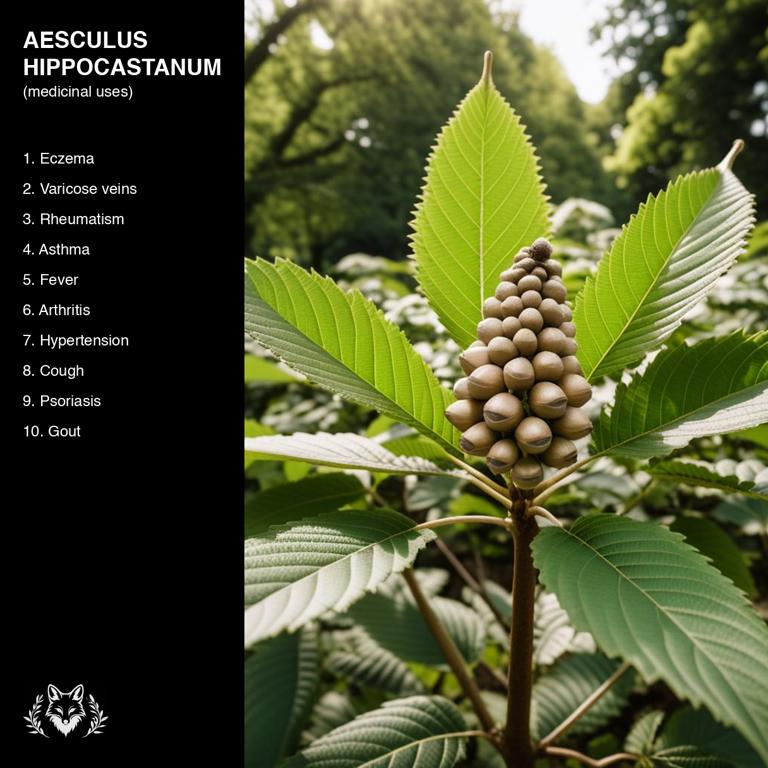 AESCULUS
HIPPOCASTANUM
(medicinal uses)
1. Eczema
2. Varicose veins
3. Rheumatism
4. Asthma
5. Fever
6. Arthritis
7. Hypertension
8. Cough
9. Psoriasis
10. Gout